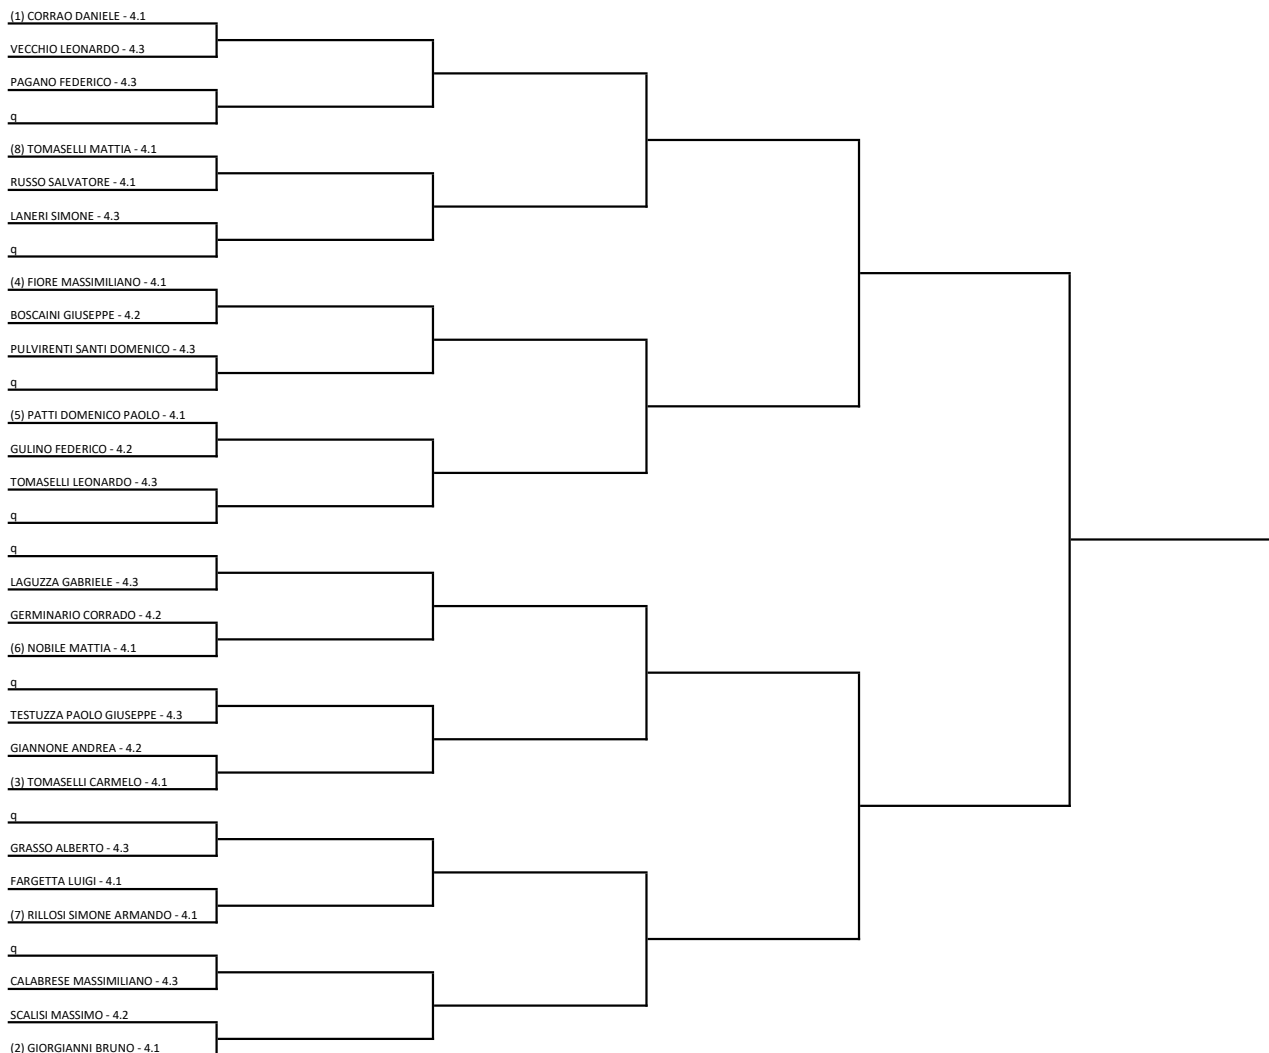 (1) CORRAO DANIELE - 4.1
VECCHIO LEONARDO - 4.3
PAGANO FEDERICO - 4.3
q
(8) TOMASELLI MATTIA - 4.1
RUSSO SALVATORE - 4.1
LANERI SIMONE - 4.3
q
(4) FIORE MASSIMILIANO - 4.1
BOSCAINI GIUSEPPE - 4.2
PULVIRENTI SANTI DOMENICO - 4.3
q
(5) PATTI DOMENICO PAOLO - 4.1
GULINO FEDERICO - 4.2
TOMASELLI LEONARDO - 4.3
q
q
LAGUZZA GABRIELE - 4.3
GERMINARIO CORRADO - 4.2
(6) NOBILE MATTIA - 4.1
q
TESTUZZA PAOLO GIUSEPPE - 4.3
GIANNONE ANDREA - 4.2
(3) TOMASELLI CARMELO - 4.1
q
GRASSO ALBERTO - 4.3
FARGETTA LUIGI - 4.1
(7) RILLOSI SIMONE ARMANDO - 4.1
q
CALABRESE MASSIMILIANO - 4.3
SCALISI MASSIMO - 4.2
(2) GIORGIANNI BRUNO - 4.1